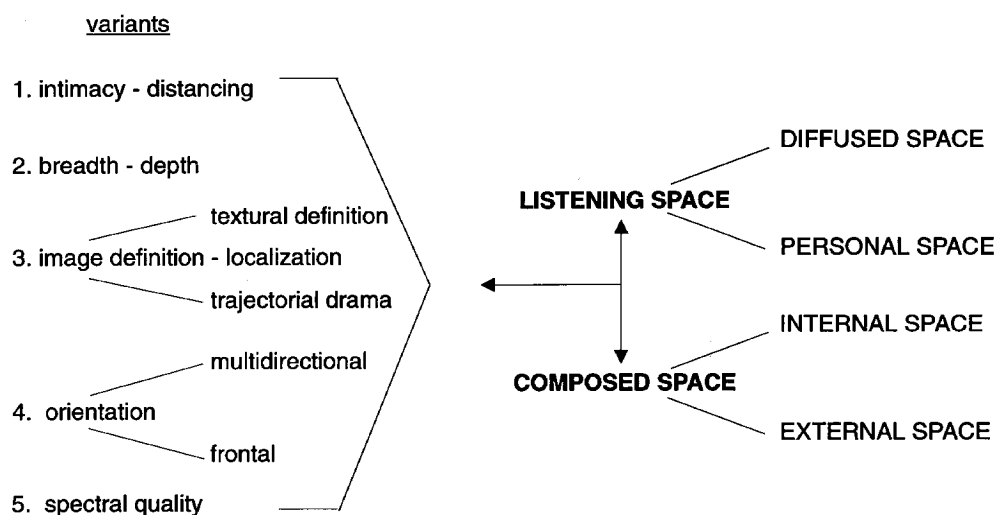 variants
1. intimacy - distancing
2. breadth - depth
textural definition
3. image definition - localization
trajectorial drama
multidirectional
4. orientation
frontal
5. spectral quality
DIFFUSED SPACE
LISTENING SPACE
PERSONAL SPACE
INTERNAL SPACE
COMPOSED SPACE
EXTERNAL SPACE